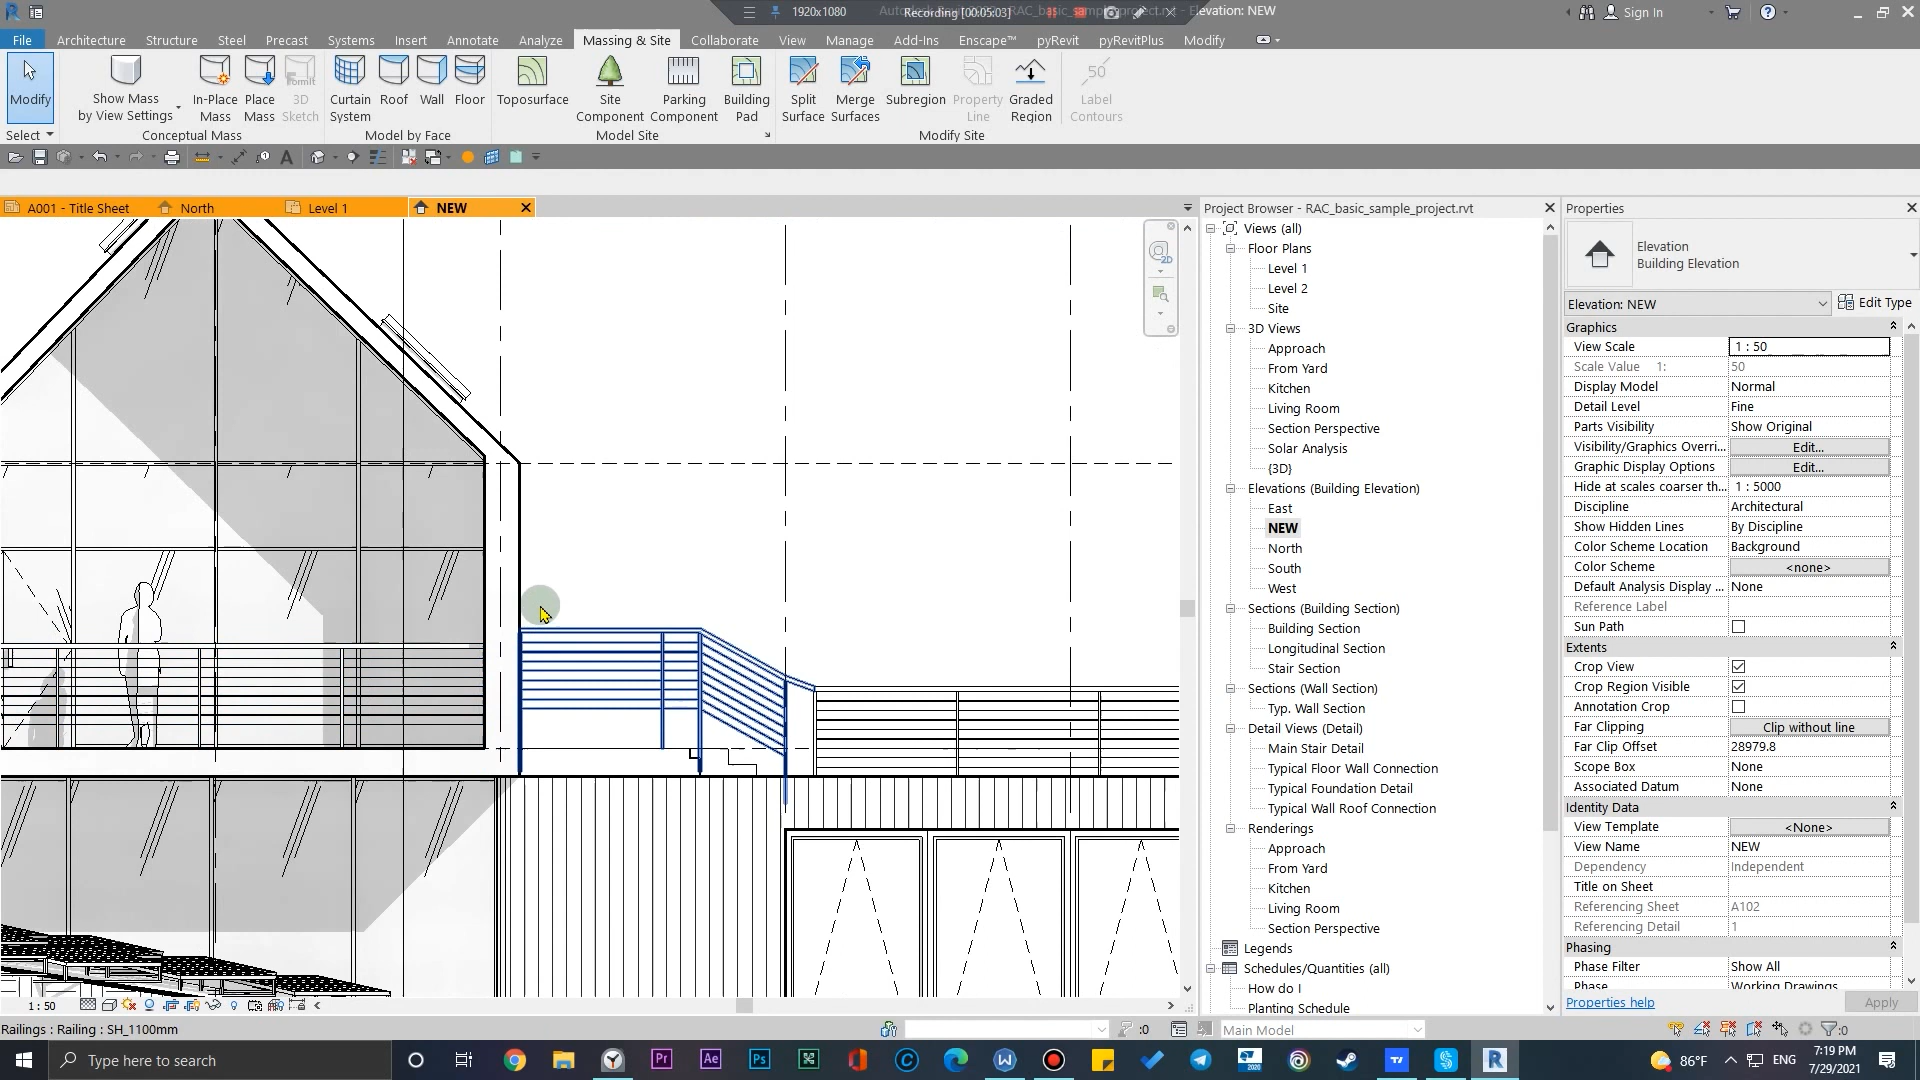 1920x1080
Recording [00:05:03]
RAC_basic_sample_project.rvt - Elevation: NEW
Sign In
File
Architecture
Structure
Steel
Precast
Systems
Insert
Annotate
Analyze
Massing & Site
Collaborate
View
Manage
Add-Ins
Enscape™
pyRevit
pyRevitPlus
Modify
Modify
Show Mass
by View Settings
In-Place
Mass
Place
Mass
3D
Sketch
Curtain
System
Roof
Wall
Floor
Toposurface
Site
Component
Parking
Component
Building
Pad
Split
Surface
Merge
Surfaces
Subregion
Property
Line
Graded
Region
50
Label
Contours
Select
Conceptual Mass
Model by Face
Model Site
Modify Site
A001 - Title Sheet
North
Level 1
NEW
2D
Project Browser - RAC_basic_sample_project.rvt
Views (all)
Floor Plans
Level 1
Level 2
Site
3D Views
Approach
From Yard
Kitchen
Living Room
Section Perspective
Solar Analysis
{3D}
Elevations (Building Elevation)
East
NEW
North
South
West
Sections (Building Section)
Building Section
Longitudinal Section
Stair Section
Sections (Wall Section)
Typ. Wall Section
Detail Views (Detail)
Main Stair Detail
Typical Floor Wall Connection
Typical Foundation Detail
Typical Wall Roof Connection
Renderings
Approach
From Yard
Kitchen
Living Room
Section Perspective
Legends
Schedules/Quantities (all)
How do I
Planting Schedule
Properties
Elevation
Building Elevation
Elevation: NEW
Edit Type
Graphics
View Scale 1 : 50
Scale Value 1: 50
Display Model Normal
Detail Level Fine
Parts Visibility Show Original
Visibility/Graphics Overri... Edit...
Graphic Display Options Edit...
Hide at scales coarser th... 1 : 5000
Discipline Architectural
Show Hidden Lines By Discipline
Color Scheme Location Background
Color Scheme <none>
Default Analysis Display ... None
Reference Label
Sun Path
Extents
Crop View
Crop Region Visible
Annotation Crop
Far Clipping Clip without line
Far Clip Offset 28979.8
Scope Box None
Associated Datum None
Identity Data
View Template <None>
View Name NEW
Dependency Independent
Title on Sheet
Referencing Sheet A102
Referencing Detail 1
Phasing
Phase Filter Show All
Phase Working Drawings
Properties help
Apply
1 : 50
Railings : Railing : SH_1100mm
:0
Main Model
:0
Type here to search
86°F
ENG
7:19 PM
7/29/2021